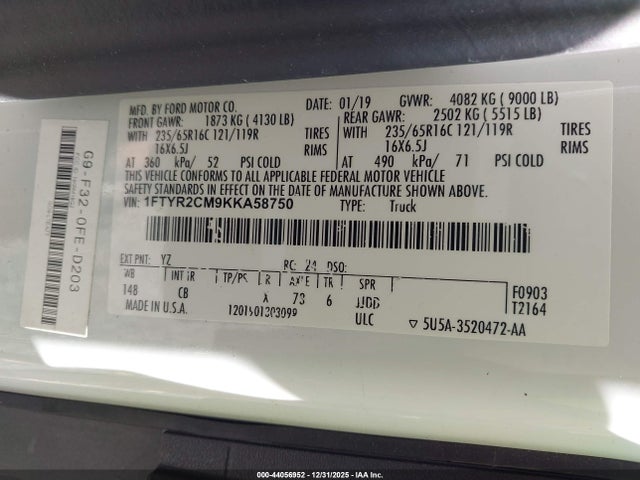 MFD. BY FORD MOTOR CO.
DATE: 01/19 GVWR: 4082 KG ( 9000 LB)
FRONT GAWR: 1873 KG ( 4130 LB)
REAR GAWR: 2502 KG ( 5515 LB)
WITH 235/65R16C 121/119R TIRES
WITH 235/65R16C 121/119R TIRES
16X6.5J RIMS
16X6.5J RIMS
AT 360 kPa/ 52 PSI COLD
AT 490 kPa/ 71 PSI COLD
THIS VEHICLE CONFORMS TO ALL APPLICABLE FEDERAL MOTOR VEHICLE
SAFETY STANDARDS IN EFFECT ON THE DATE OF MANUFACTURE SHOWN ABOVE.
VIN: 1FTYR2CM9KKA58750 TYPE: Truck
EXT PNT: YZ RC: 24 DSO:
WB INT TR TP/PS R AXLE TR SPR
148 CB X 73 6 JJDD
F0903
T2164
MADE IN U.S.A. ULC
▽ 5U5A-3520472-AA
G9-F32-0FE-D203
000-44056952 - 12/31/2025 - IAA Inc.